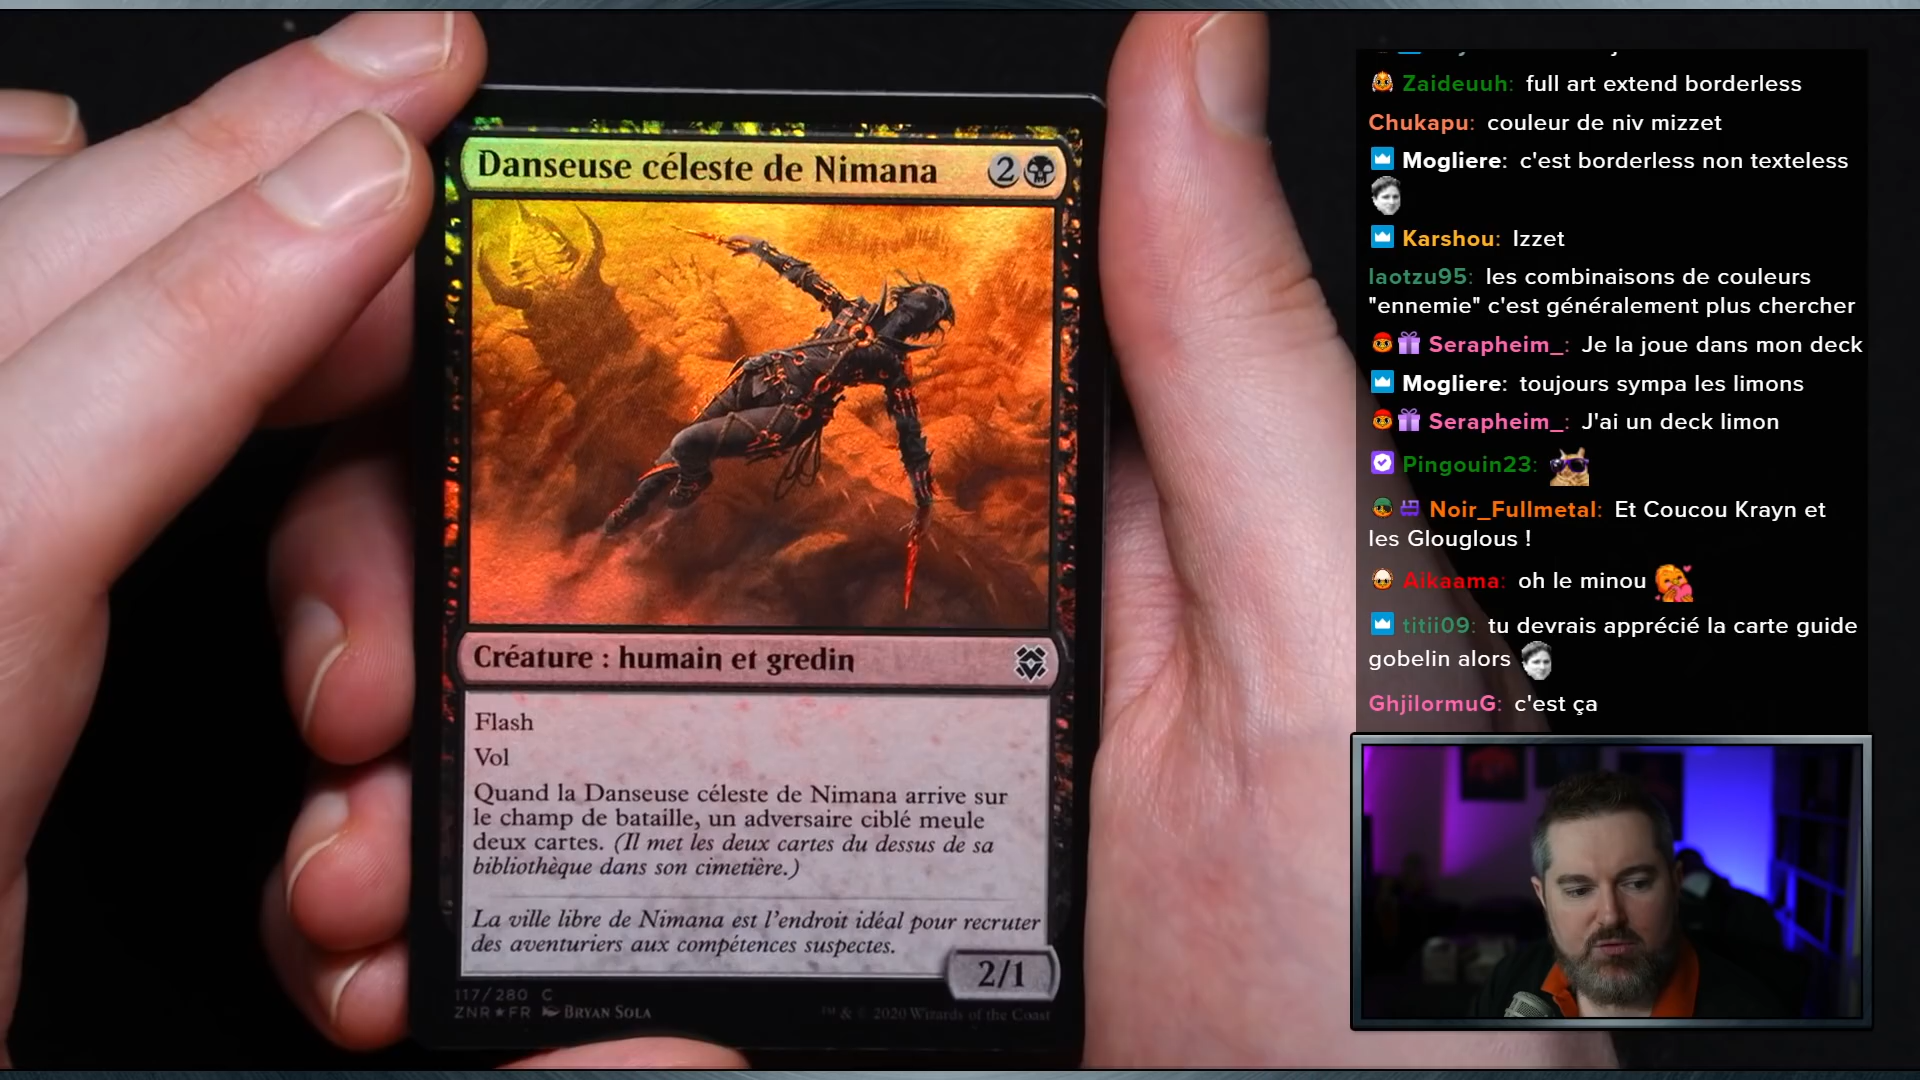 Danseuse céleste de Nimana 2
Créature : humain et gredin
Flash
Vol
Quand la Danseuse céleste de Nimana arrive sur
le champ de bataille, un adversaire ciblé meule
deux cartes. (Il met les deux cartes du dessus de sa
bibliothèque dans son cimetière.)
La ville libre de Nimana est l'endroit idéal pour recruter
des aventuriers aux compétences suspectes.
2/1
117/280 C
ZNR★FR Bryan Sola
™ & © 2020 Wizards of the Coast
Zaideuuh: full art extend borderless
Chukapu: couleur de niv mizzet
Mogliere: c'est borderless non texteless
Karshou: Izzet
laotzu95: les combinaisons de couleurs
"ennemie" c'est généralement plus chercher
Serapheim_: Je la joue dans mon deck
Mogliere: toujours sympa les limons
Serapheim_: J'ai un deck limon
Pingouin23:
Noir_Fullmetal: Et Coucou Krayn et
les Glouglous !
Aikaama: oh le minou
titii09: tu devrais apprécié la carte guide
gobelin alors
GhjilormuG: c'est ça